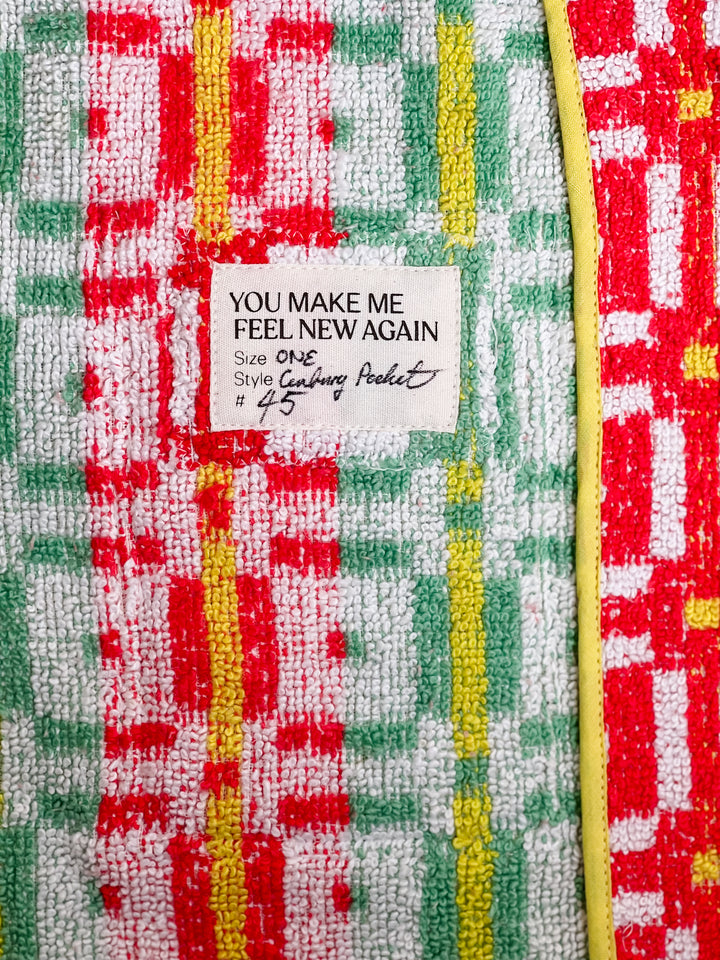 YOU MAKE ME
FEEL NEW AGAIN
Size ONE
Style Century Pocket
# 45